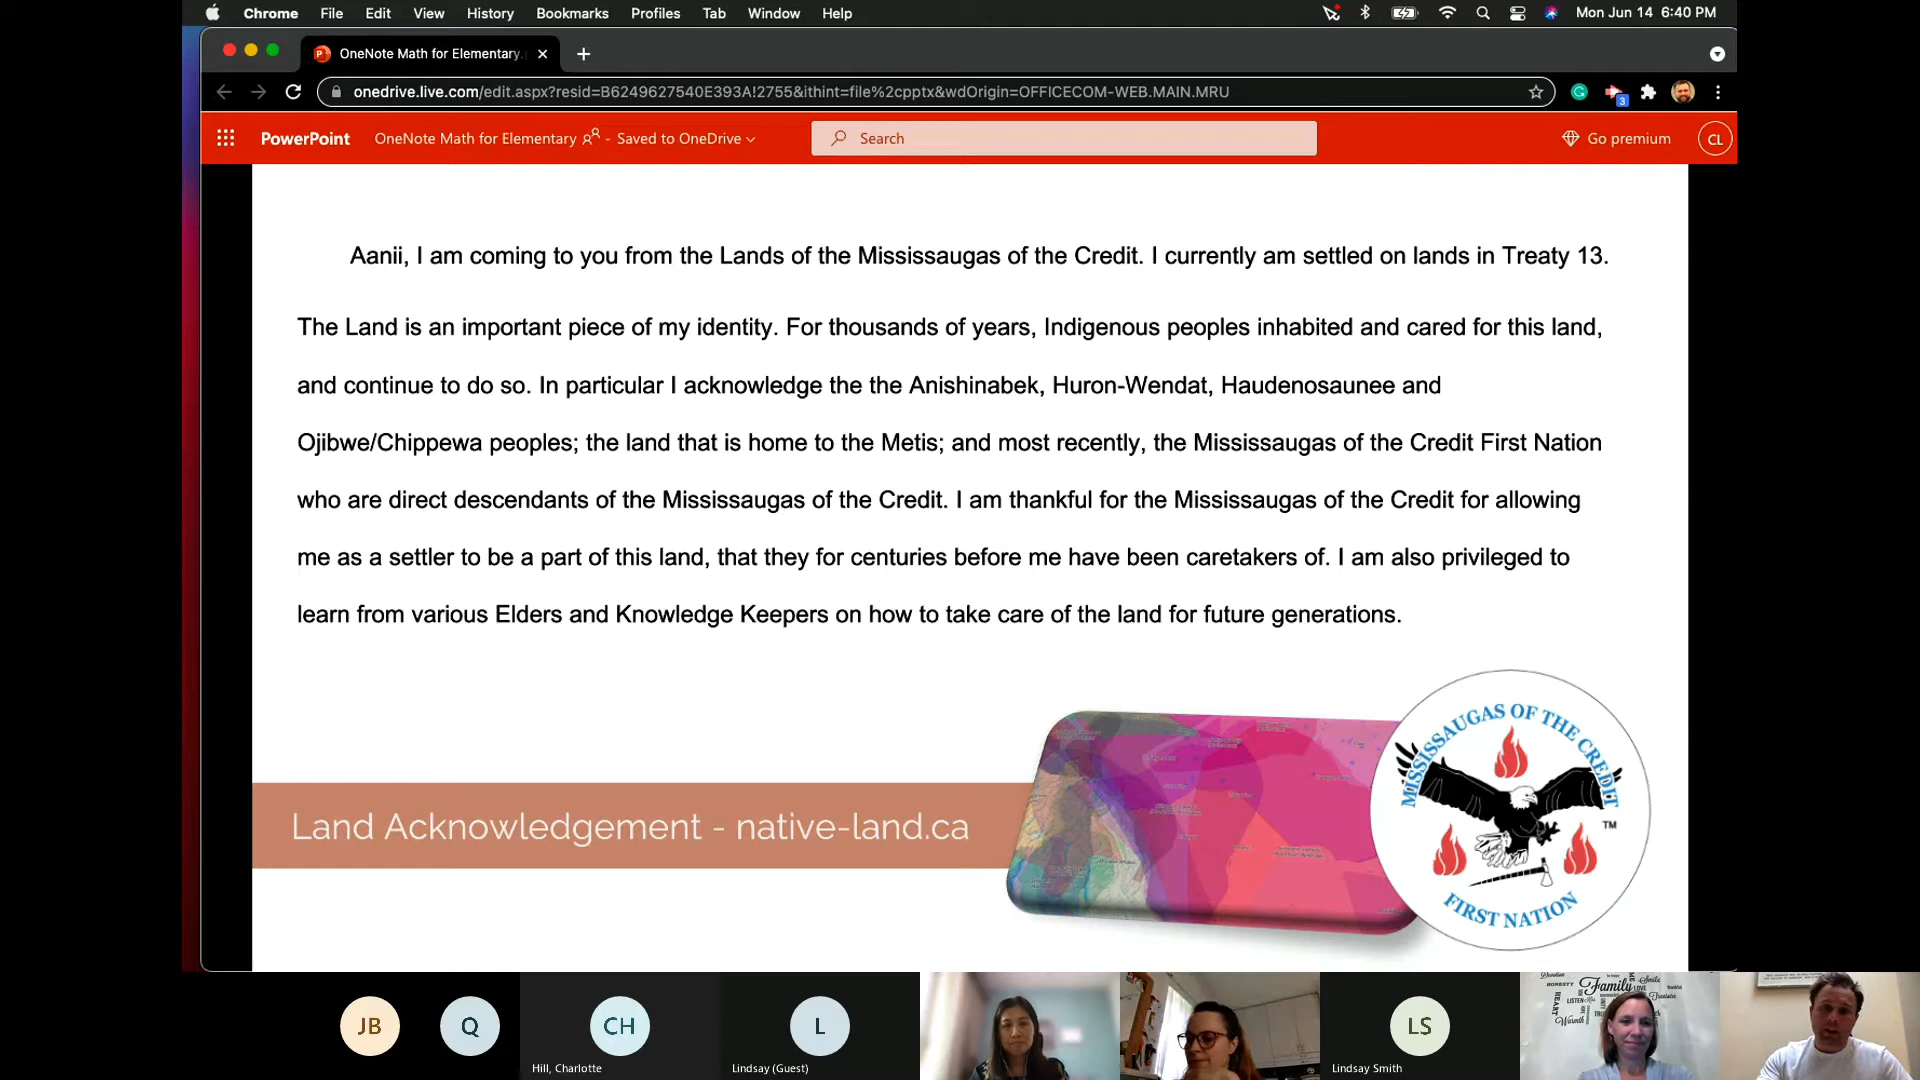 Chrome File Edit View History Bookmarks Profiles Tab Window Help Mon Jun 14 6:40 PM
OneNote Math for Elementary.
onedrive.live.com/edit.aspx?resid=B6249627540E393A!2755&ithint=file%2cpptx&wdOrigin=OFFICECOM-WEB.MAIN.MRU
3
PowerPoint OneNote Math for Elementary - Saved to OneDrive Search Go premium CL
Aanii, I am coming to you from the Lands of the Mississaugas of the Credit. I currently am settled on lands in Treaty 13.
The Land is an important piece of my identity. For thousands of years, Indigenous peoples inhabited and cared for this land,
and continue to do so. In particular I acknowledge the the Anishinabek, Huron-Wendat, Haudenosaunee and
Ojibwe/Chippewa peoples; the land that is home to the Metis; and most recently, the Mississaugas of the Credit First Nation
who are direct descendants of the Mississaugas of the Credit. I am thankful for the Mississaugas of the Credit for allowing
me as a settler to be a part of this land, that they for centuries before me have been caretakers of. I am also privileged to
learn from various Elders and Knowledge Keepers on how to take care of the land for future generations.
MISSISSAUGAS OF THE CREDIT
TM
FIRST NATION
Land Acknowledgement - native-land.ca
JB Q CH L LS
Hill, Charlotte Lindsay (Guest) Lindsay Smith
HONESTY Smile
Family
HEART LISTEN LOVE
Treasure
Warmth